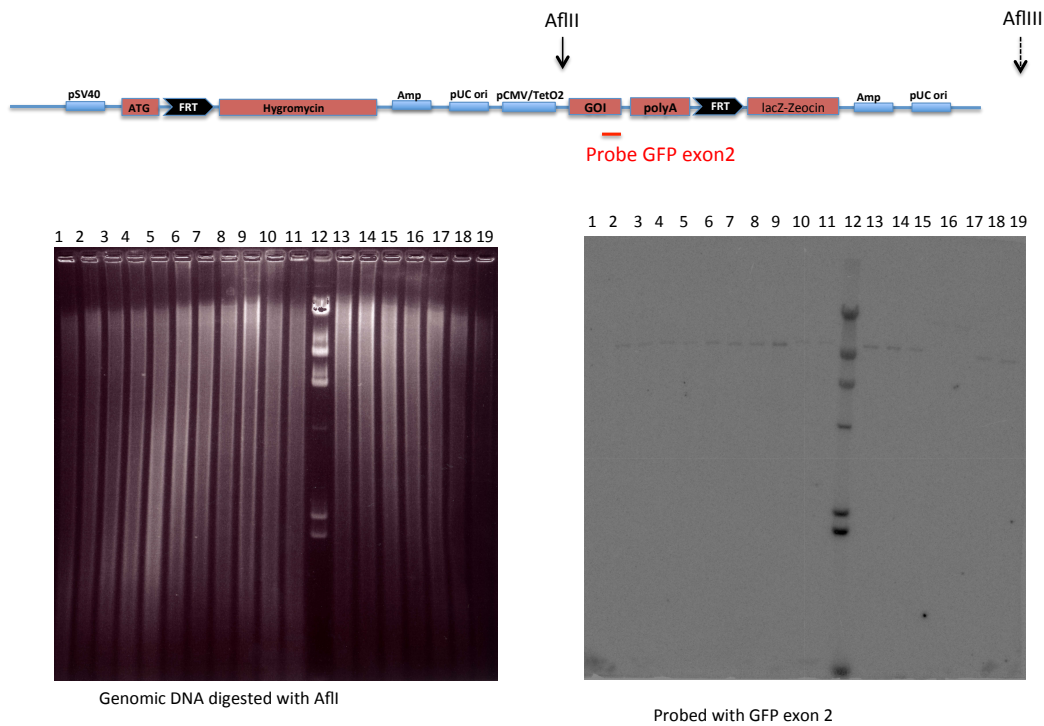 AflII AflIII
pSV40 ATG FRT Hygromycin Amp pUC ori pCMV/TetO2 GOI polyA FRT lacZ-Zeocin Amp pUC ori
Probe GFP exon2
1 2 3 4 5 6 7 8 9 10 11 12 13 14 15 16 17 18 19
1 2 3 4 5 6 7 8 9 10 11 12 13 14 15 16 17 18 19
Genomic DNA digested with AflI
Probed with GFP exon 2